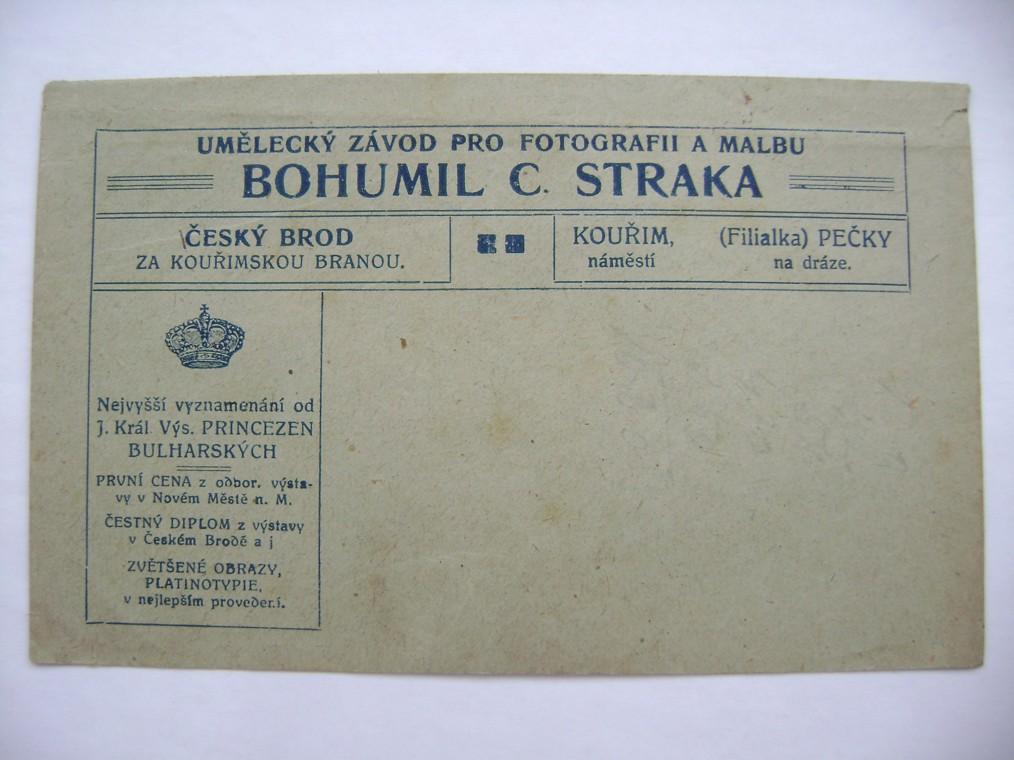 UMĚLECKÝ ZÁVOD PRO FOTOGRAFII A MALBU
BOHUMIL C. STRAKA
ČESKÝ BROD
ZA KOUŘIMSKOU BRANOU.
KOUŘIM,
náměstí
(Filialka) PEČKY
na dráze.
Nejvyšší vyznamenání od
J. Král. Výs. PRINCEZEN
BULHARSKÝCH
PRVNÍ CENA z odbor. výsta-
vy v Novém Městě n. M.
ČESTNÝ DIPLOM z výstavy
v Českém Brodě a j
ZVĚTŠENÉ OBRAZY,
PLATINOTYPIE,
v nejlepším provedení.